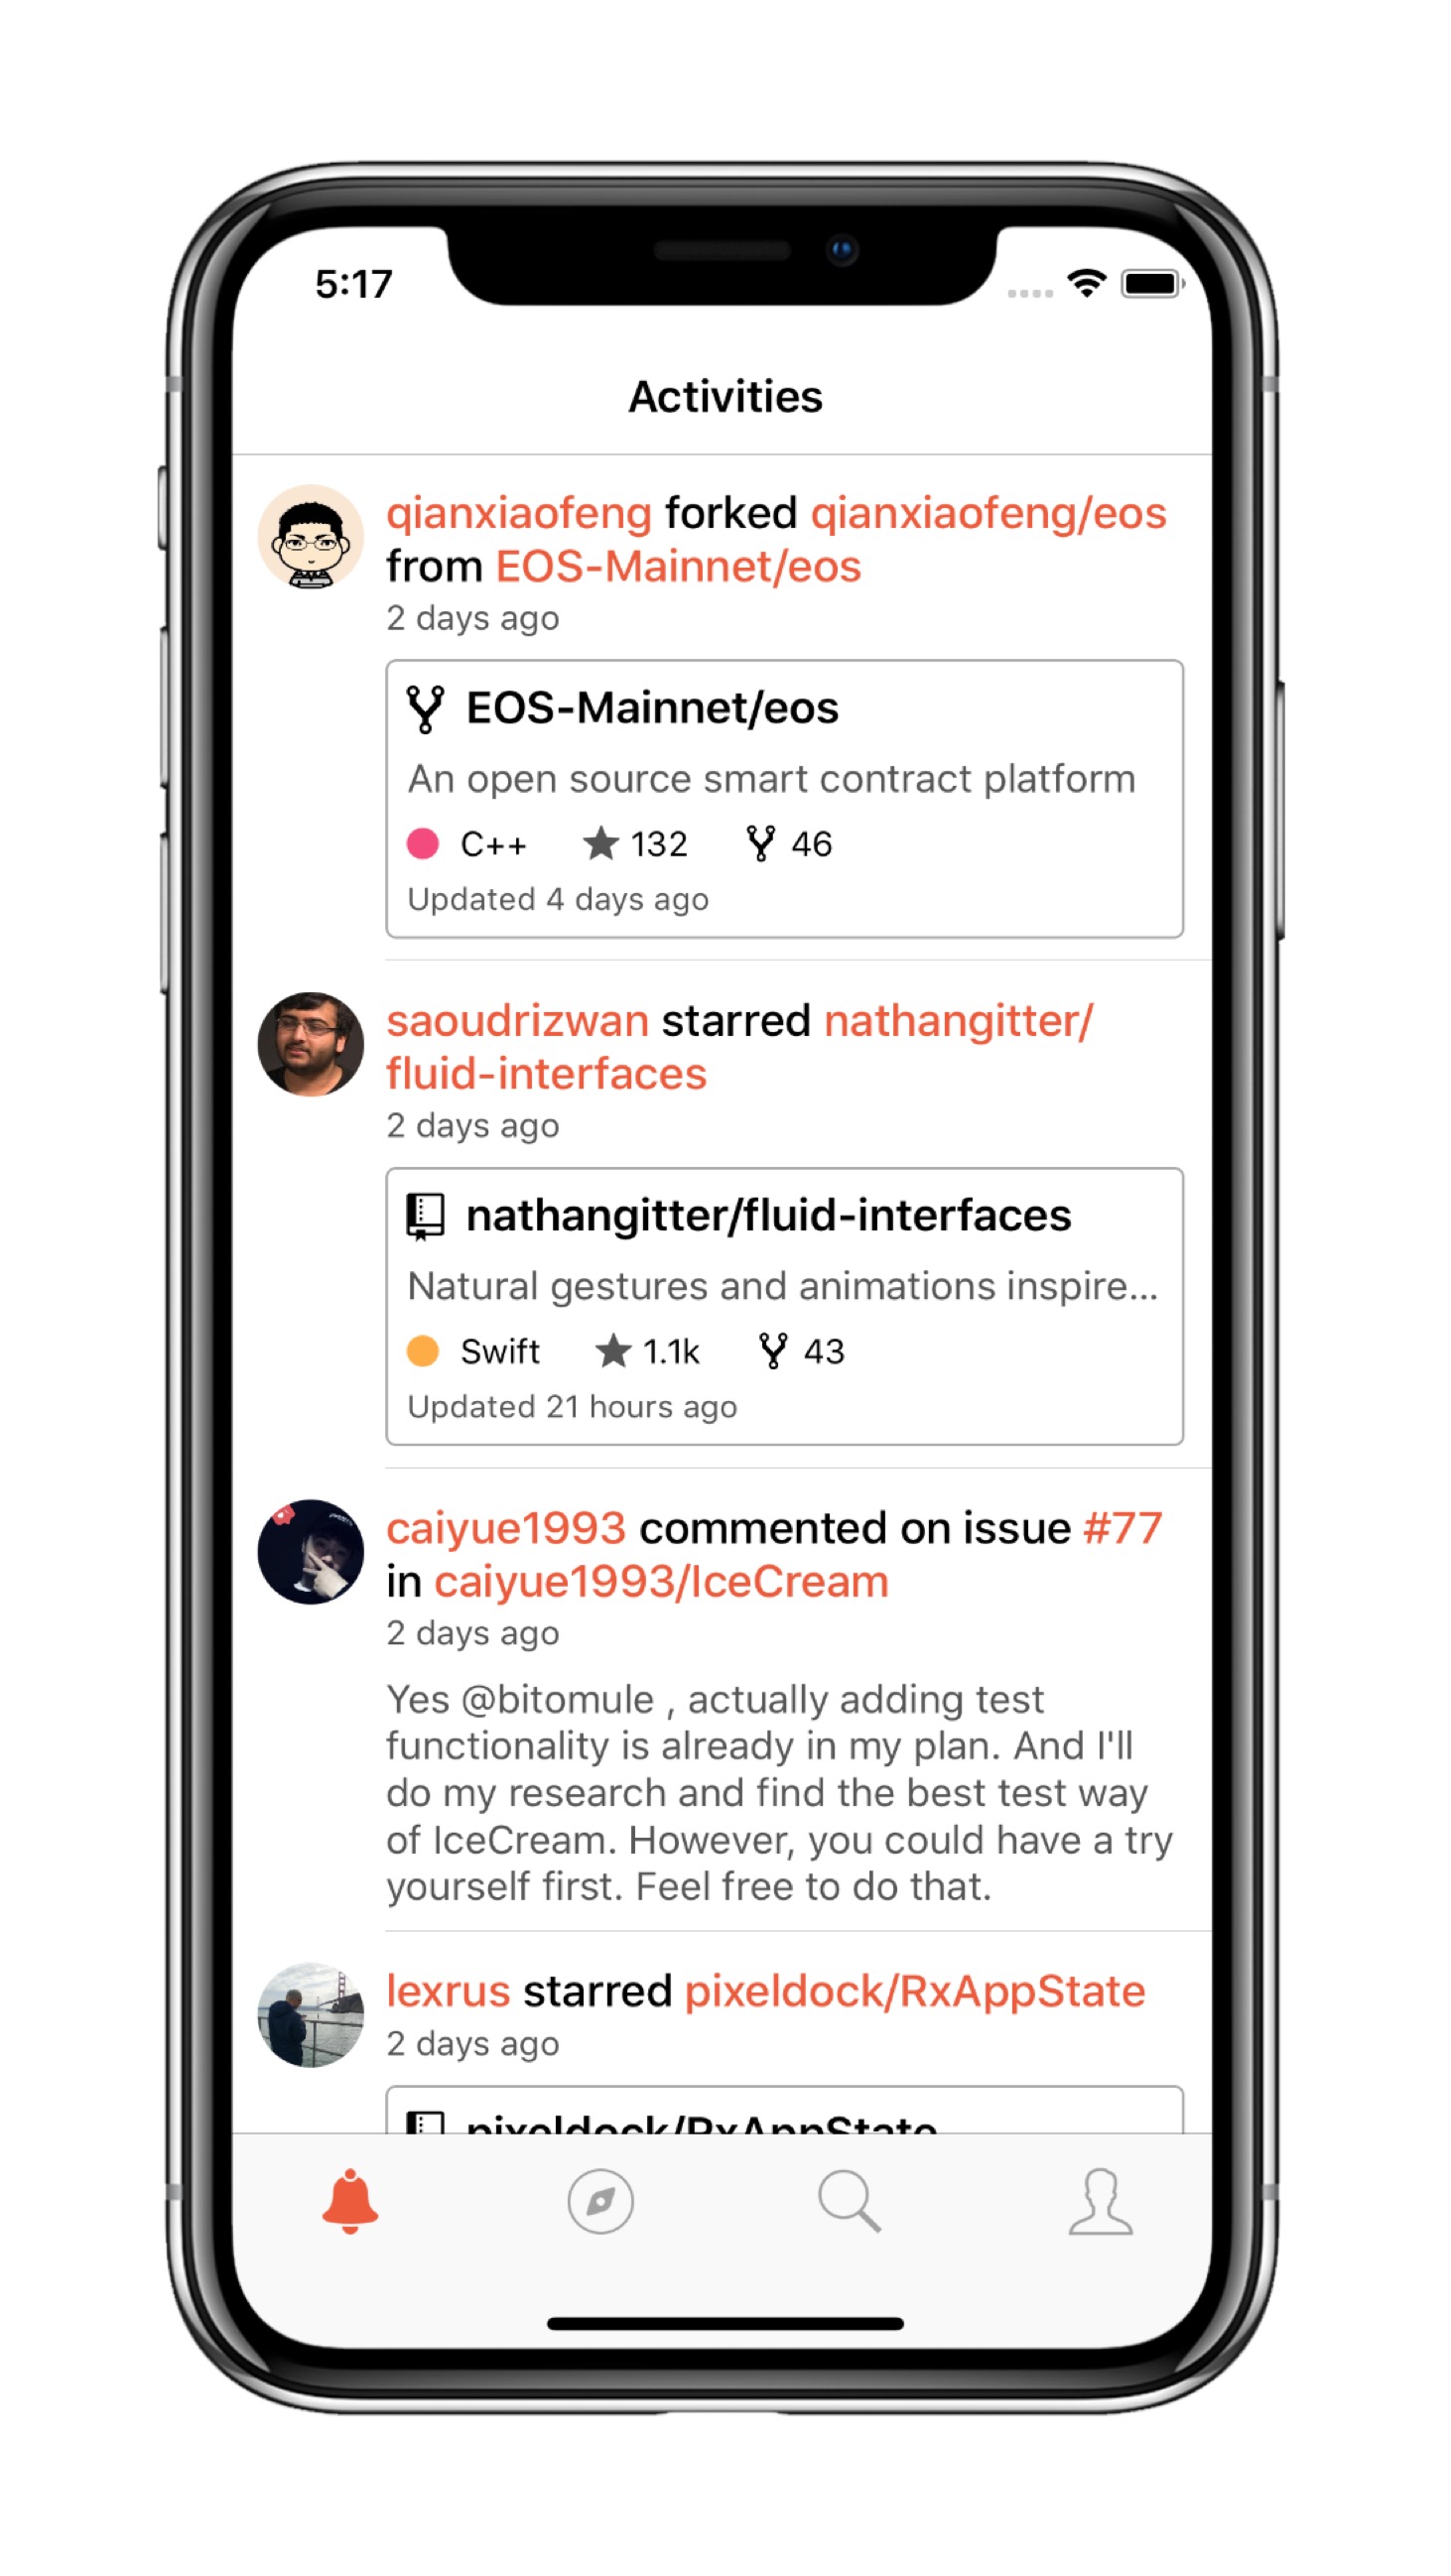 5:17
Activities
qianxiaofeng forked qianxiaofeng/eos
from EOS-Mainnet/eos
2 days ago
EOS-Mainnet/eos
An open source smart contract platform
C++ 132 46
Updated 4 days ago
saoudrizwan starred nathangitter/
fluid-interfaces
2 days ago
nathangitter/fluid-interfaces
Natural gestures and animations inspire...
Swift 1.1k 43
Updated 21 hours ago
caiyue1993 commented on issue #77
in caiyue1993/IceCream
2 days ago
Yes @bitomule , actually adding test
functionality is already in my plan. And I'll
do my research and find the best test way
of IceCream. However, you could have a try
yourself first. Feel free to do that.
lexrus starred pixeldock/RxAppState
2 days ago
pixeldock/RxAppState